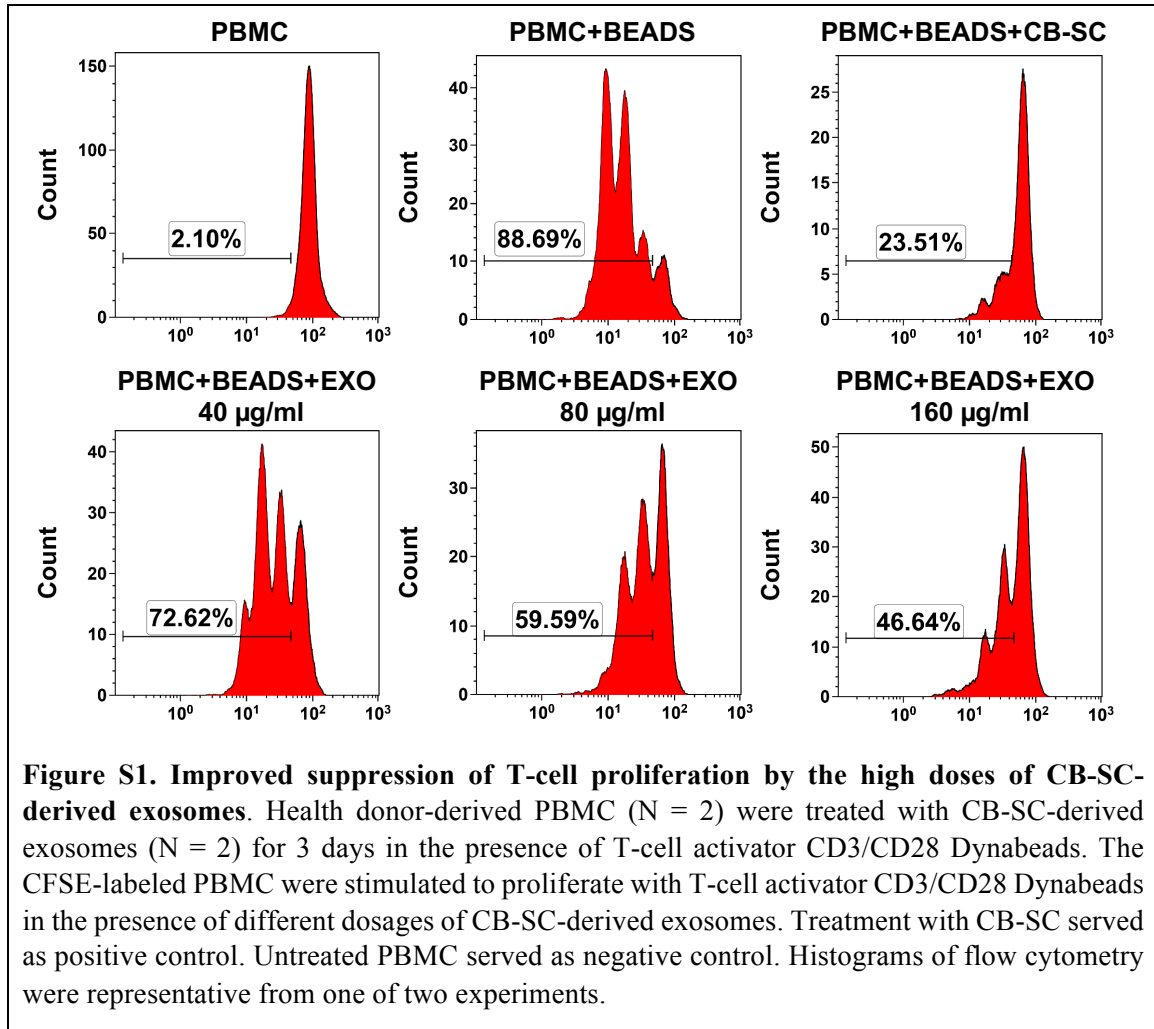 PBMC
PBMC+BEADS
PBMC+BEADS+CB-SC
150
100
50
0
Count
2.10%
10⁰
10¹
10²
10³
40
30
20
10
0
Count
88.69%
10⁰
10¹
10²
10³
25
20
15
10
5
0
Count
23.51%
10⁰
10¹
10²
10³
PBMC+BEADS+EXO
40 µg/ml
PBMC+BEADS+EXO
80 µg/ml
PBMC+BEADS+EXO
160 µg/ml
40
30
20
10
0
Count
72.62%
10⁰
10¹
10²
10³
30
20
10
0
Count
59.59%
10⁰
10¹
10²
10³
50
40
30
20
10
0
Count
46.64%
10⁰
10¹
10²
10³
Figure S1. Improved suppression of T-cell proliferation by the high doses of CB-SC-
derived exosomes. Health donor-derived PBMC (N = 2) were treated with CB-SC-derived
exosomes (N = 2) for 3 days in the presence of T-cell activator CD3/CD28 Dynabeads. The
CFSE-labeled PBMC were stimulated to proliferate with T-cell activator CD3/CD28 Dynabeads
in the presence of different dosages of CB-SC-derived exosomes. Treatment with CB-SC served
as positive control. Untreated PBMC served as negative control. Histograms of flow cytometry
were representative from one of two experiments.